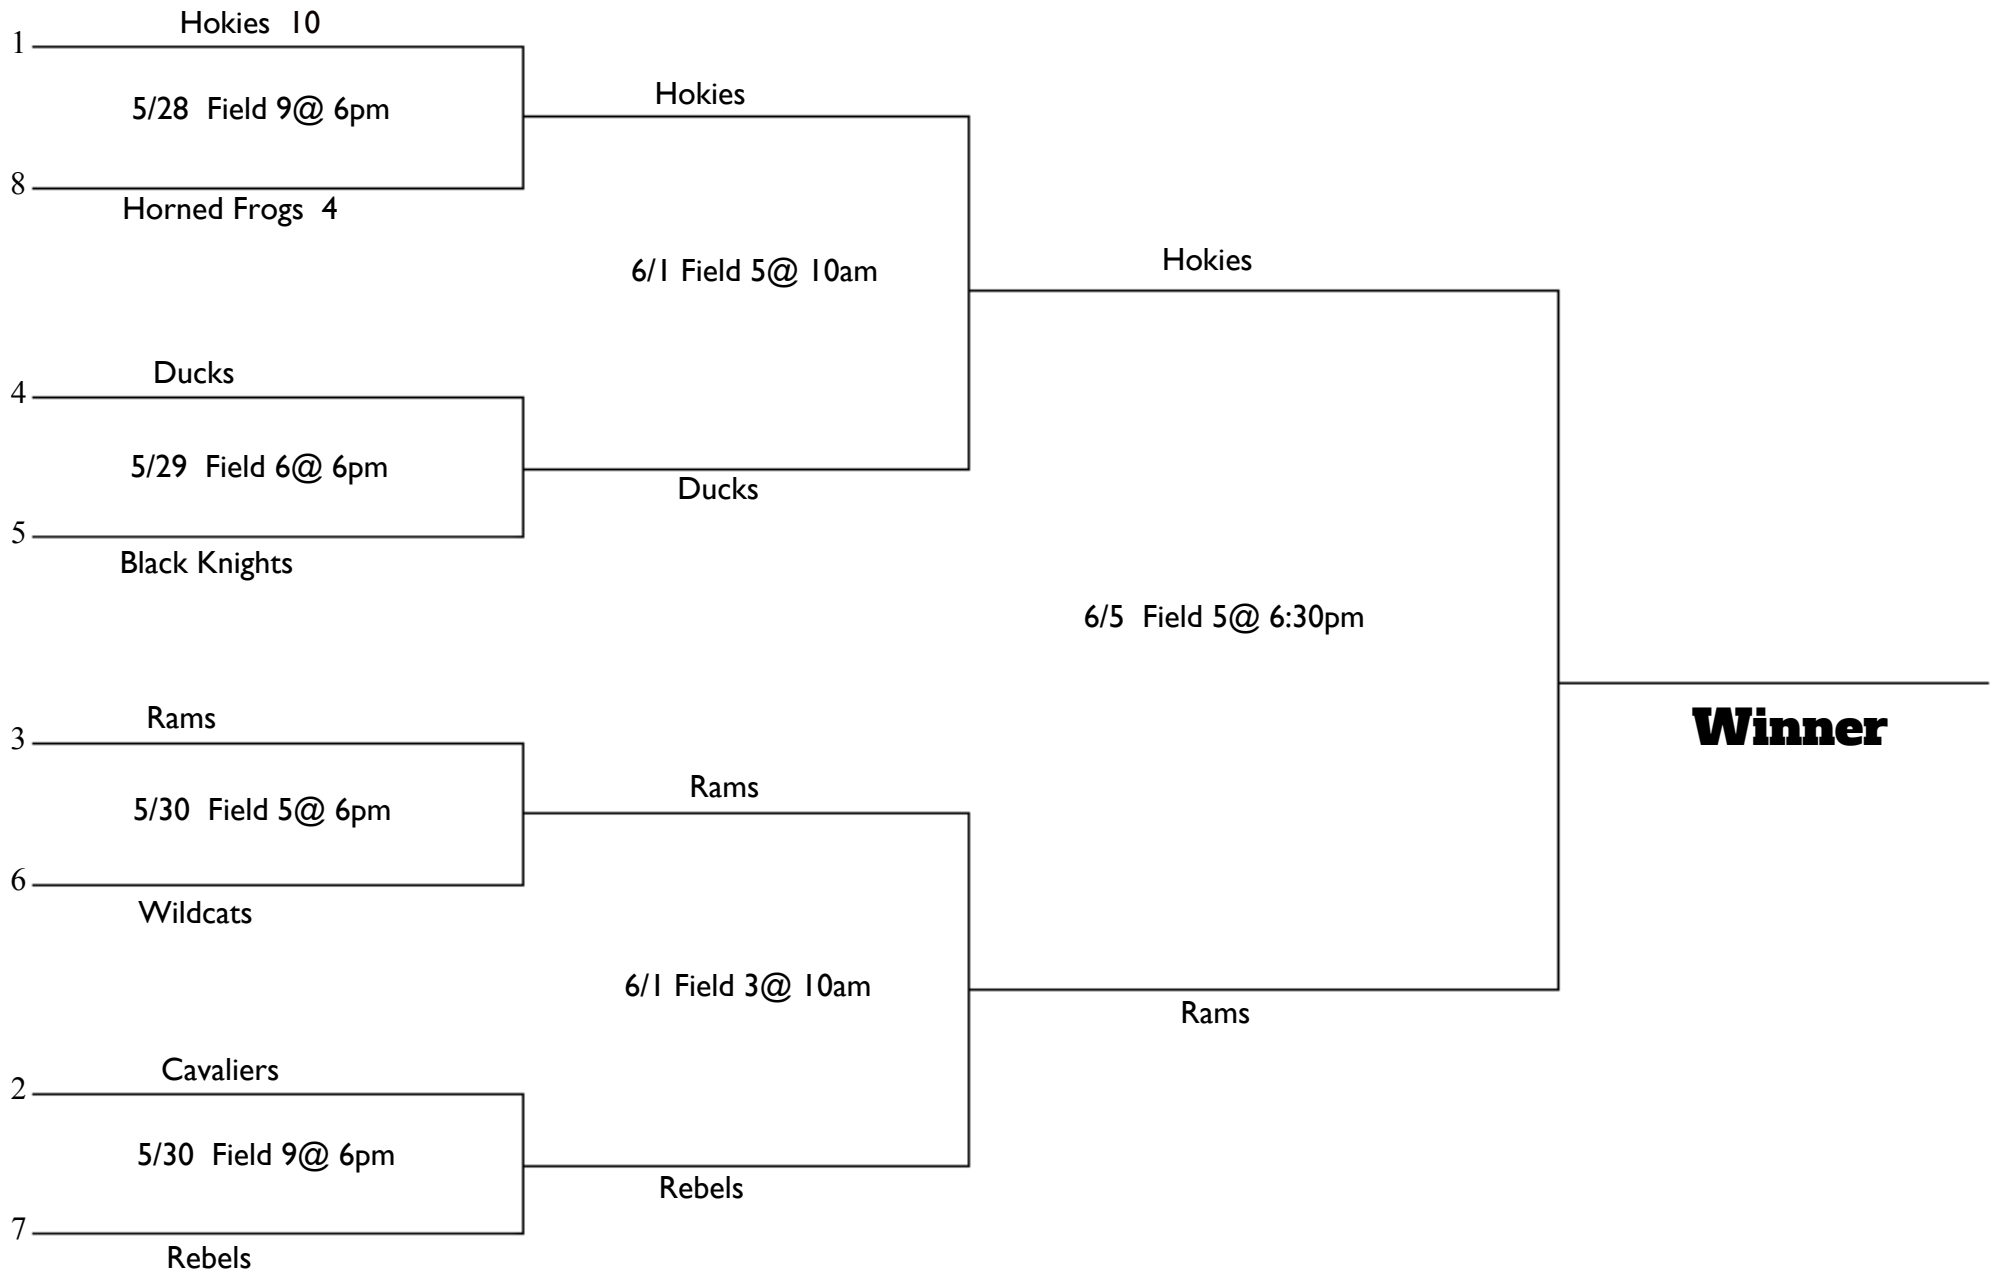 Hokies 10
1
5/28 Field 9@ 6pm
8
Horned Frogs 4
Hokies
6/1 Field 5@ 10am
Ducks
4
5/29 Field 6@ 6pm
5
Black Knights
Ducks
Hokies
6/5 Field 5@ 6:30pm
Winner
Rams
3
5/30 Field 5@ 6pm
6
Wildcats
Rams
6/1 Field 3@ 10am
Rams
Cavaliers
2
5/30 Field 9@ 6pm
7
Rebels
Rebels